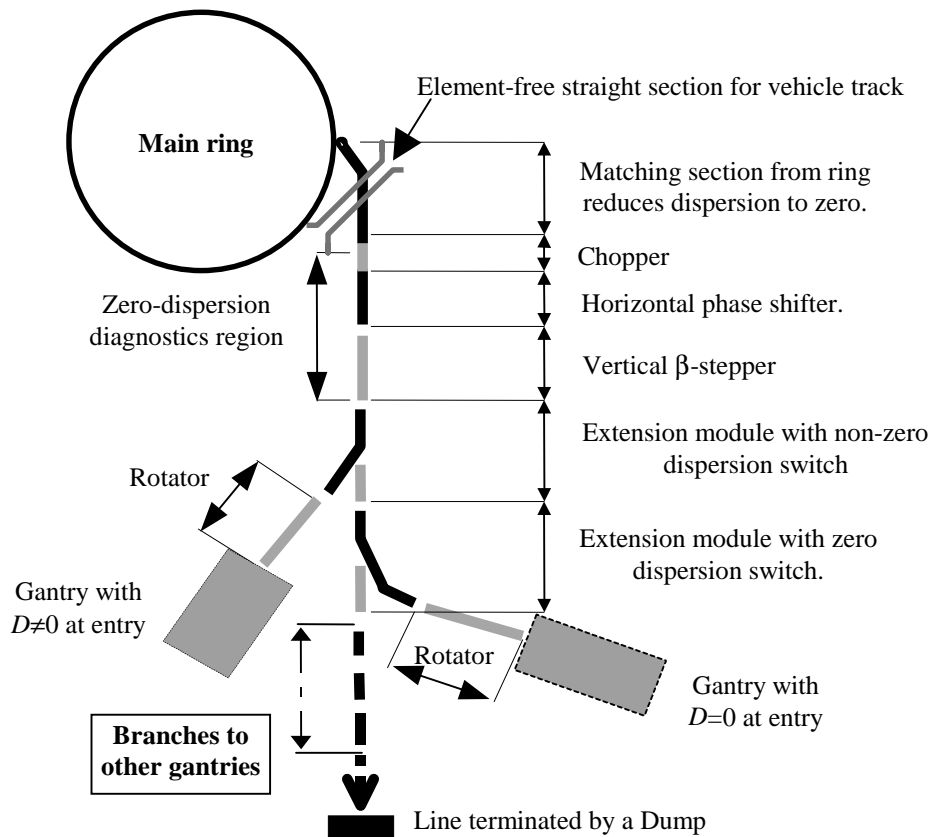 Element-free straight section for vehicle track
Main ring
Matching section from ring
reduces dispersion to zero.
Chopper
Zero-dispersion
diagnostics region
Horizontal phase shifter.
Vertical β-stepper
Extension module with non-zero
dispersion switch
Rotator
Extension module with zero
dispersion switch.
Gantry with
D≠0 at entry
Rotator
Gantry with
D=0 at entry
Branches to
other gantries
Line terminated by a Dump